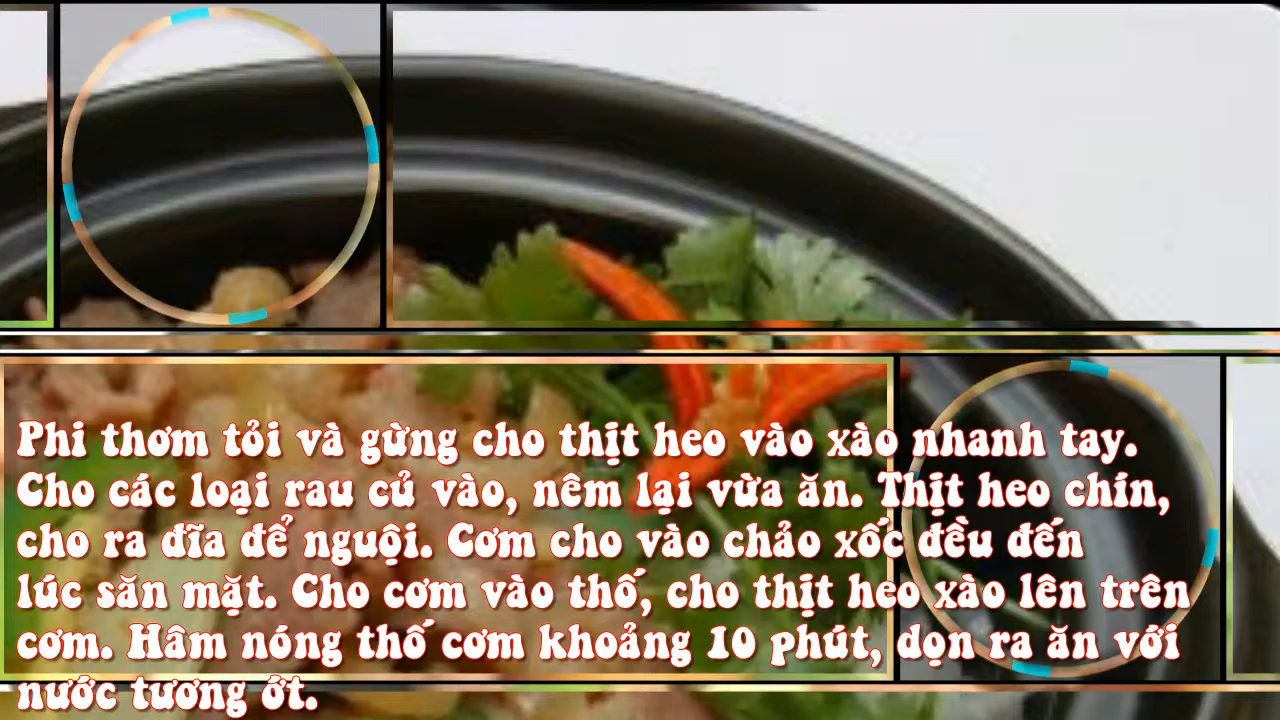 Phi thơm tỏi và gừng cho thịt heo vào xào nhanh tay.
Cho các loại rau củ vào, nêm lại vừa ăn. Thịt heo chín,
cho ra đĩa để nguội. Cơm cho vào chảo xốc đều đến
lúc săn mặt. Cho cơm vào thố, cho thịt heo xào lên trên
cơm. Hâm nóng thố cơm khoảng 10 phút, dọn ra ăn với
nước tương ớt.